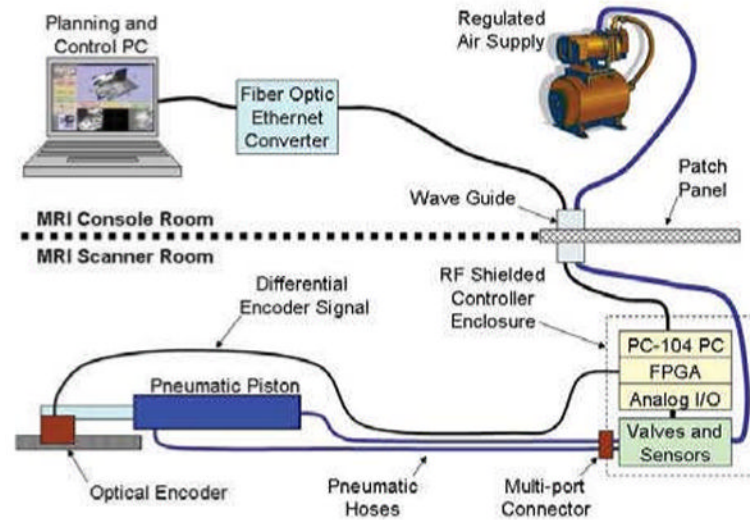 Planning and
Control PC
Regulated
Air Supply
Fiber Optic
Ethernet
Converter
Patch
Panel
Wave Guide
MRI Console Room
MRI Scanner Room
Differential
Encoder Signal
RF Shielded
Controller
Enclosure
PC-104 PC
FPGA
Analog I/O
Pneumatic Piston
Valves and
Sensors
Optical Encoder
Pneumatic
Hoses
Multi-port
Connector